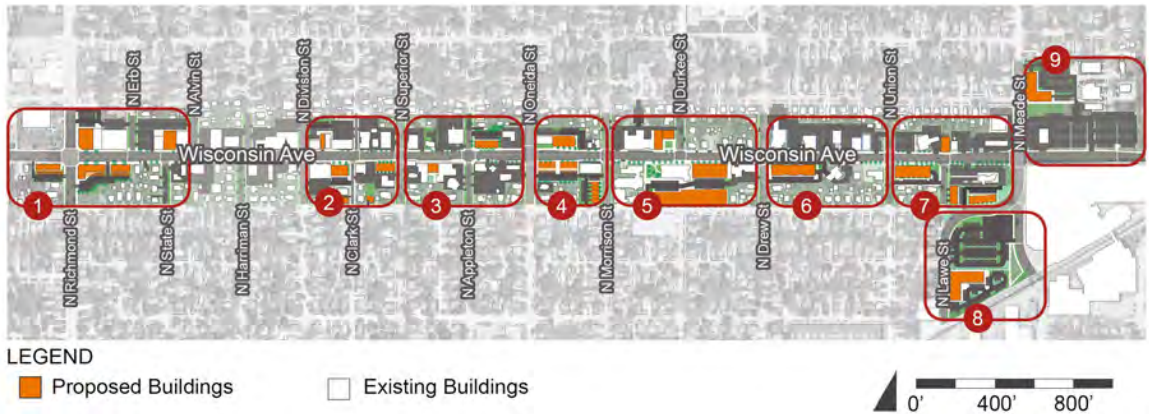 N Erb St
N Alvin St
N Division St
N Superior St
N Oneida St
N Durkee St
N Union St
N Meade St
9
Wisconsin Ave
Wisconsin Ave
1
2
3
4
5
6
7
N Richmond St
N State St
N Harriman St
N Clark St
N Appleton St
N Morrison St
N Drew St
N Lawe St
8
LEGEND
Proposed Buildings
Existing Buildings
0' 400' 800'